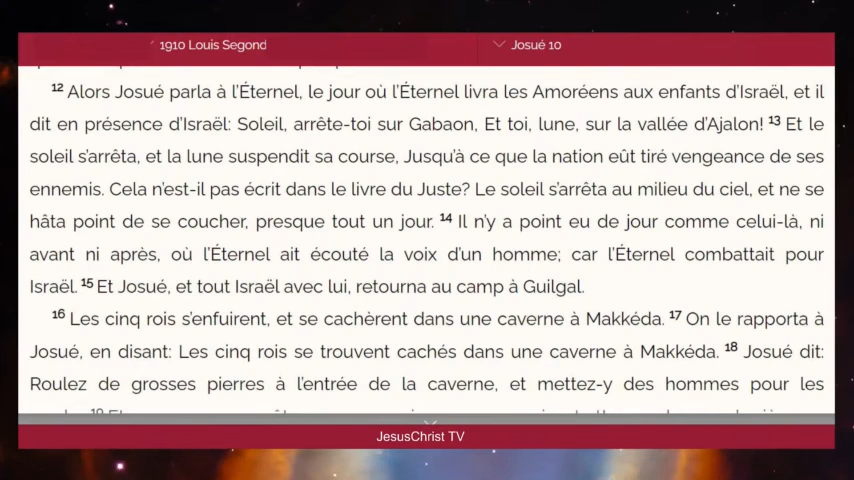 1910 Louis Segond
Josué 10
12 Alors Josué parla à l’Éternel, le jour où l’Éternel livra les Amoréens aux enfants d’Israël, et il
dit en présence d’Israël: Soleil, arrête-toi sur Gabaon, Et toi, lune, sur la vallée d’Ajalon! 13 Et le
soleil s’arrêta, et la lune suspendit sa course, Jusqu’à ce que la nation eût tiré vengeance de ses
ennemis. Cela n’est-il pas écrit dans le livre du Juste? Le soleil s’arrêta au milieu du ciel, et ne se
hâta point de se coucher, presque tout un jour. 14 Il n’y a point eu de jour comme celui-là, ni
avant ni après, où l’Éternel ait écouté la voix d’un homme; car l’Éternel combattait pour
Israël. 15 Et Josué, et tout Israël avec lui, retourna au camp à Guilgal.
16 Les cinq rois s’enfuirent, et se cachèrent dans une caverne à Makkéda. 17 On le rapporta à
Josué, en disant: Les cinq rois se trouvent cachés dans une caverne à Makkéda. 18 Josué dit:
Roulez de grosses pierres à l’entrée de la caverne, et mettez-y des hommes pour les
JesusChrist TV